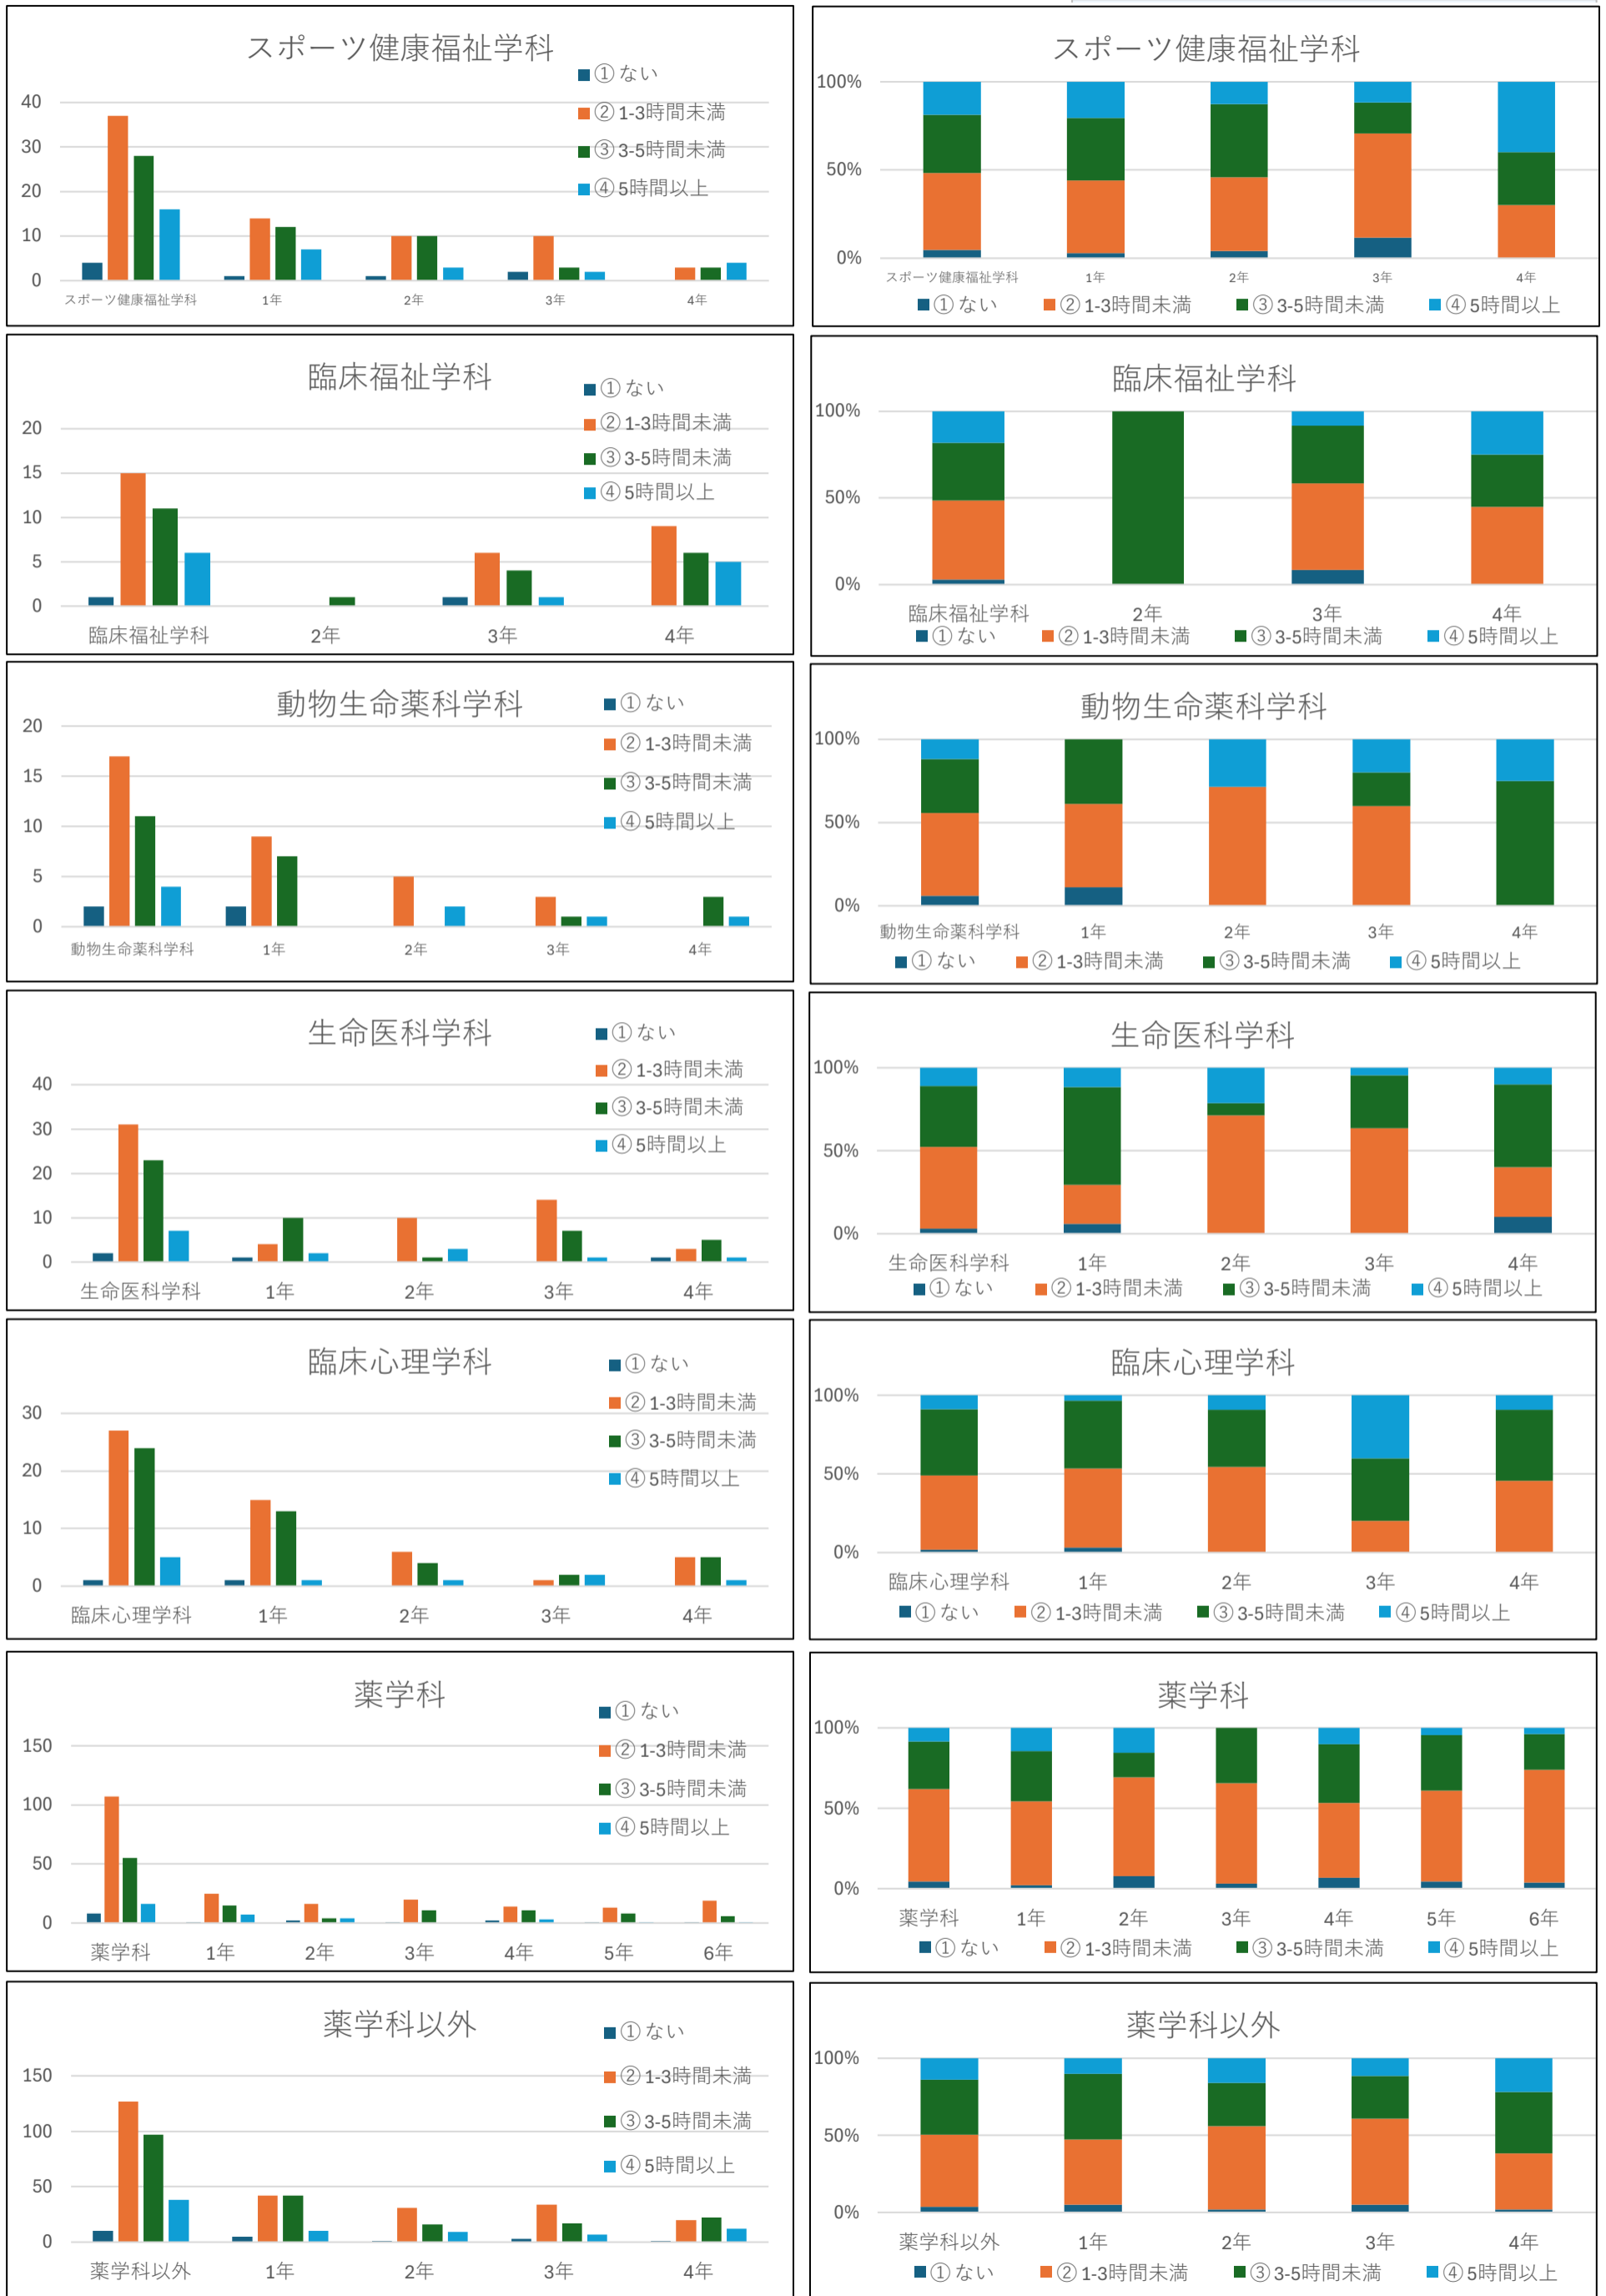 スポーツ健康福祉学科
① ない
② 1-3時間未満
③ 3-5時間未満
④ 5時間以上
40
30
20
10
0
スポーツ健康福祉学科 1年 2年 3年 4年
スポーツ健康福祉学科
100%
50%
0%
スポーツ健康福祉学科 1年 2年 3年 4年
① ない ② 1-3時間未満 ③ 3-5時間未満 ④ 5時間以上
臨床福祉学科
① ない
② 1-3時間未満
③ 3-5時間未満
④ 5時間以上
20
15
10
5
0
臨床福祉学科 2年 3年 4年
臨床福祉学科
100%
50%
0%
臨床福祉学科 2年 3年 4年
① ない ② 1-3時間未満 ③ 3-5時間未満 ④ 5時間以上
動物生命薬科学科
① ない
② 1-3時間未満
③ 3-5時間未満
④ 5時間以上
20
15
10
5
0
動物生命薬科学科 1年 2年 3年 4年
動物生命薬科学科
100%
50%
0%
動物生命薬科学科 1年 2年 3年 4年
① ない ② 1-3時間未満 ③ 3-5時間未満 ④ 5時間以上
生命医科学科
① ない
② 1-3時間未満
③ 3-5時間未満
④ 5時間以上
40
30
20
10
0
生命医科学科 1年 2年 3年 4年
生命医科学科
100%
50%
0%
生命医科学科 1年 2年 3年 4年
① ない ② 1-3時間未満 ③ 3-5時間未満 ④ 5時間以上
臨床心理学科
① ない
② 1-3時間未満
③ 3-5時間未満
④ 5時間以上
30
20
10
0
臨床心理学科 1年 2年 3年 4年
臨床心理学科
100%
50%
0%
臨床心理学科 1年 2年 3年 4年
① ない ② 1-3時間未満 ③ 3-5時間未満 ④ 5時間以上
薬学科
① ない
② 1-3時間未満
③ 3-5時間未満
④ 5時間以上
150
100
50
0
薬学科 1年 2年 3年 4年 5年 6年
薬学科
100%
50%
0%
薬学科 1年 2年 3年 4年 5年 6年
① ない ② 1-3時間未満 ③ 3-5時間未満 ④ 5時間以上
薬学科以外
① ない
② 1-3時間未満
③ 3-5時間未満
④ 5時間以上
150
100
50
0
薬学科以外 1年 2年 3年 4年
薬学科以外
100%
50%
0%
薬学科以外 1年 2年 3年 4年
① ない ② 1-3時間未満 ③ 3-5時間未満 ④ 5時間以上